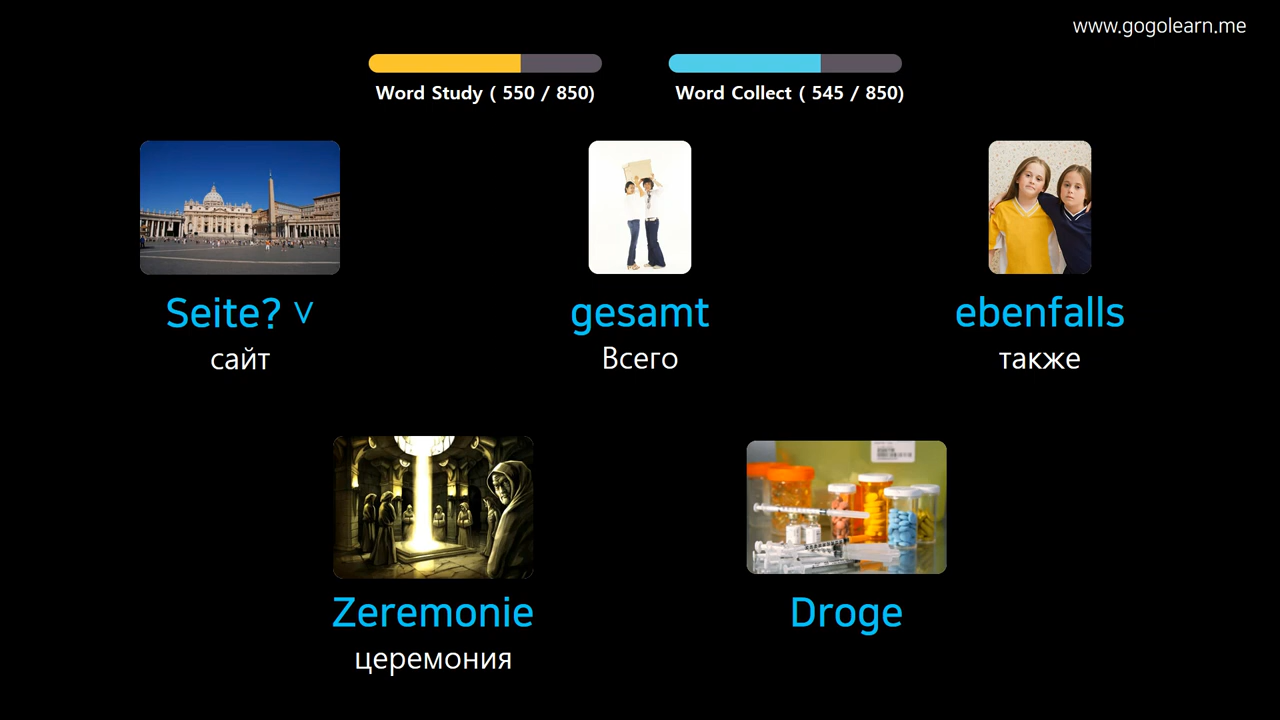 www.gogolearn.me
Word Study ( 550 / 850)
Word Collect ( 545 / 850)
Seite? V
сайт
gesamt
Всего
ebenfalls
также
Zeremonie
церемония
Droge